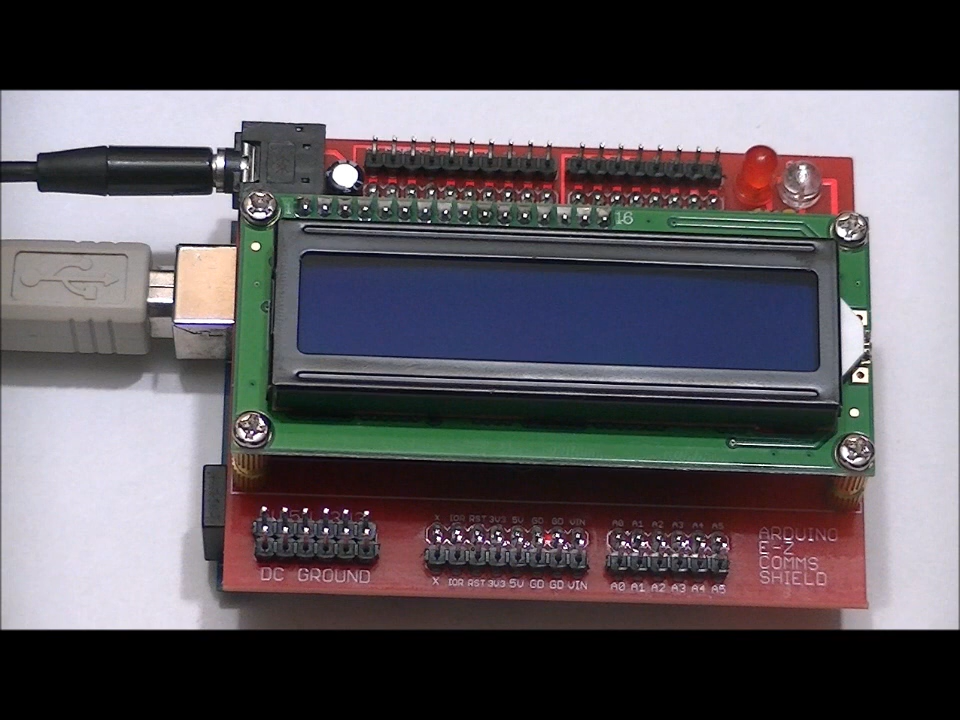 16
X IOR RST 3V3 5V GD GD VIN
A0 A1 A2 A3 A4 A5
ARDUINO
E-Z
COMMS
SHIELD
DC GROUND
X IOR RST 3V3 5V GD GD VIN
A0 A1 A2 A3 A4 A5